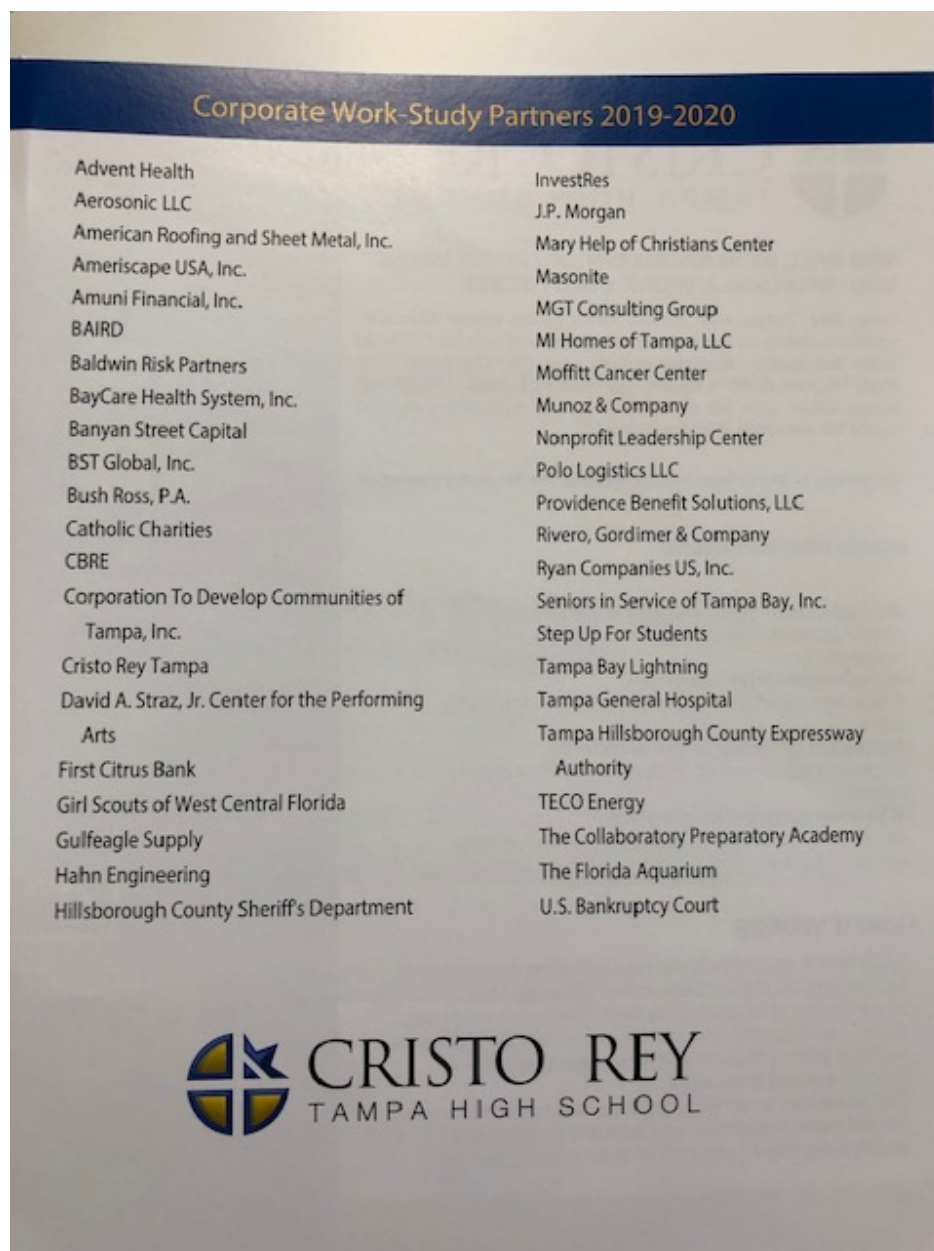 Corporate Work-Study Partners 2019-2020
Advent Health
Aerosonic LLC
American Roofing and Sheet Metal, Inc.
Ameriscape USA, Inc.
Amuni Financial, Inc.
BAIRD
Baldwin Risk Partners
BayCare Health System, Inc.
Banyan Street Capital
BST Global, Inc.
Bush Ross, P.A.
Catholic Charities
CBRE
Corporation To Develop Communities of
Tampa, Inc.
Cristo Rey Tampa
David A. Straz, Jr. Center for the Performing
Arts
First Citrus Bank
Girl Scouts of West Central Florida
Gulfeagle Supply
Hahn Engineering
Hillsborough County Sheriff's Department
InvestRes
J.P. Morgan
Mary Help of Christians Center
Masonite
MGT Consulting Group
MI Homes of Tampa, LLC
Moffitt Cancer Center
Munoz & Company
Nonprofit Leadership Center
Polo Logistics LLC
Providence Benefit Solutions, LLC
Rivero, Gordimer & Company
Ryan Companies US, Inc.
Seniors in Service of Tampa Bay, Inc.
Step Up For Students
Tampa Bay Lightning
Tampa General Hospital
Tampa Hillsborough County Expressway
Authority
TECO Energy
The Collaboratory Preparatory Academy
The Florida Aquarium
U.S. Bankruptcy Court
CRISTO REY
TAMPA HIGH SCHOOL